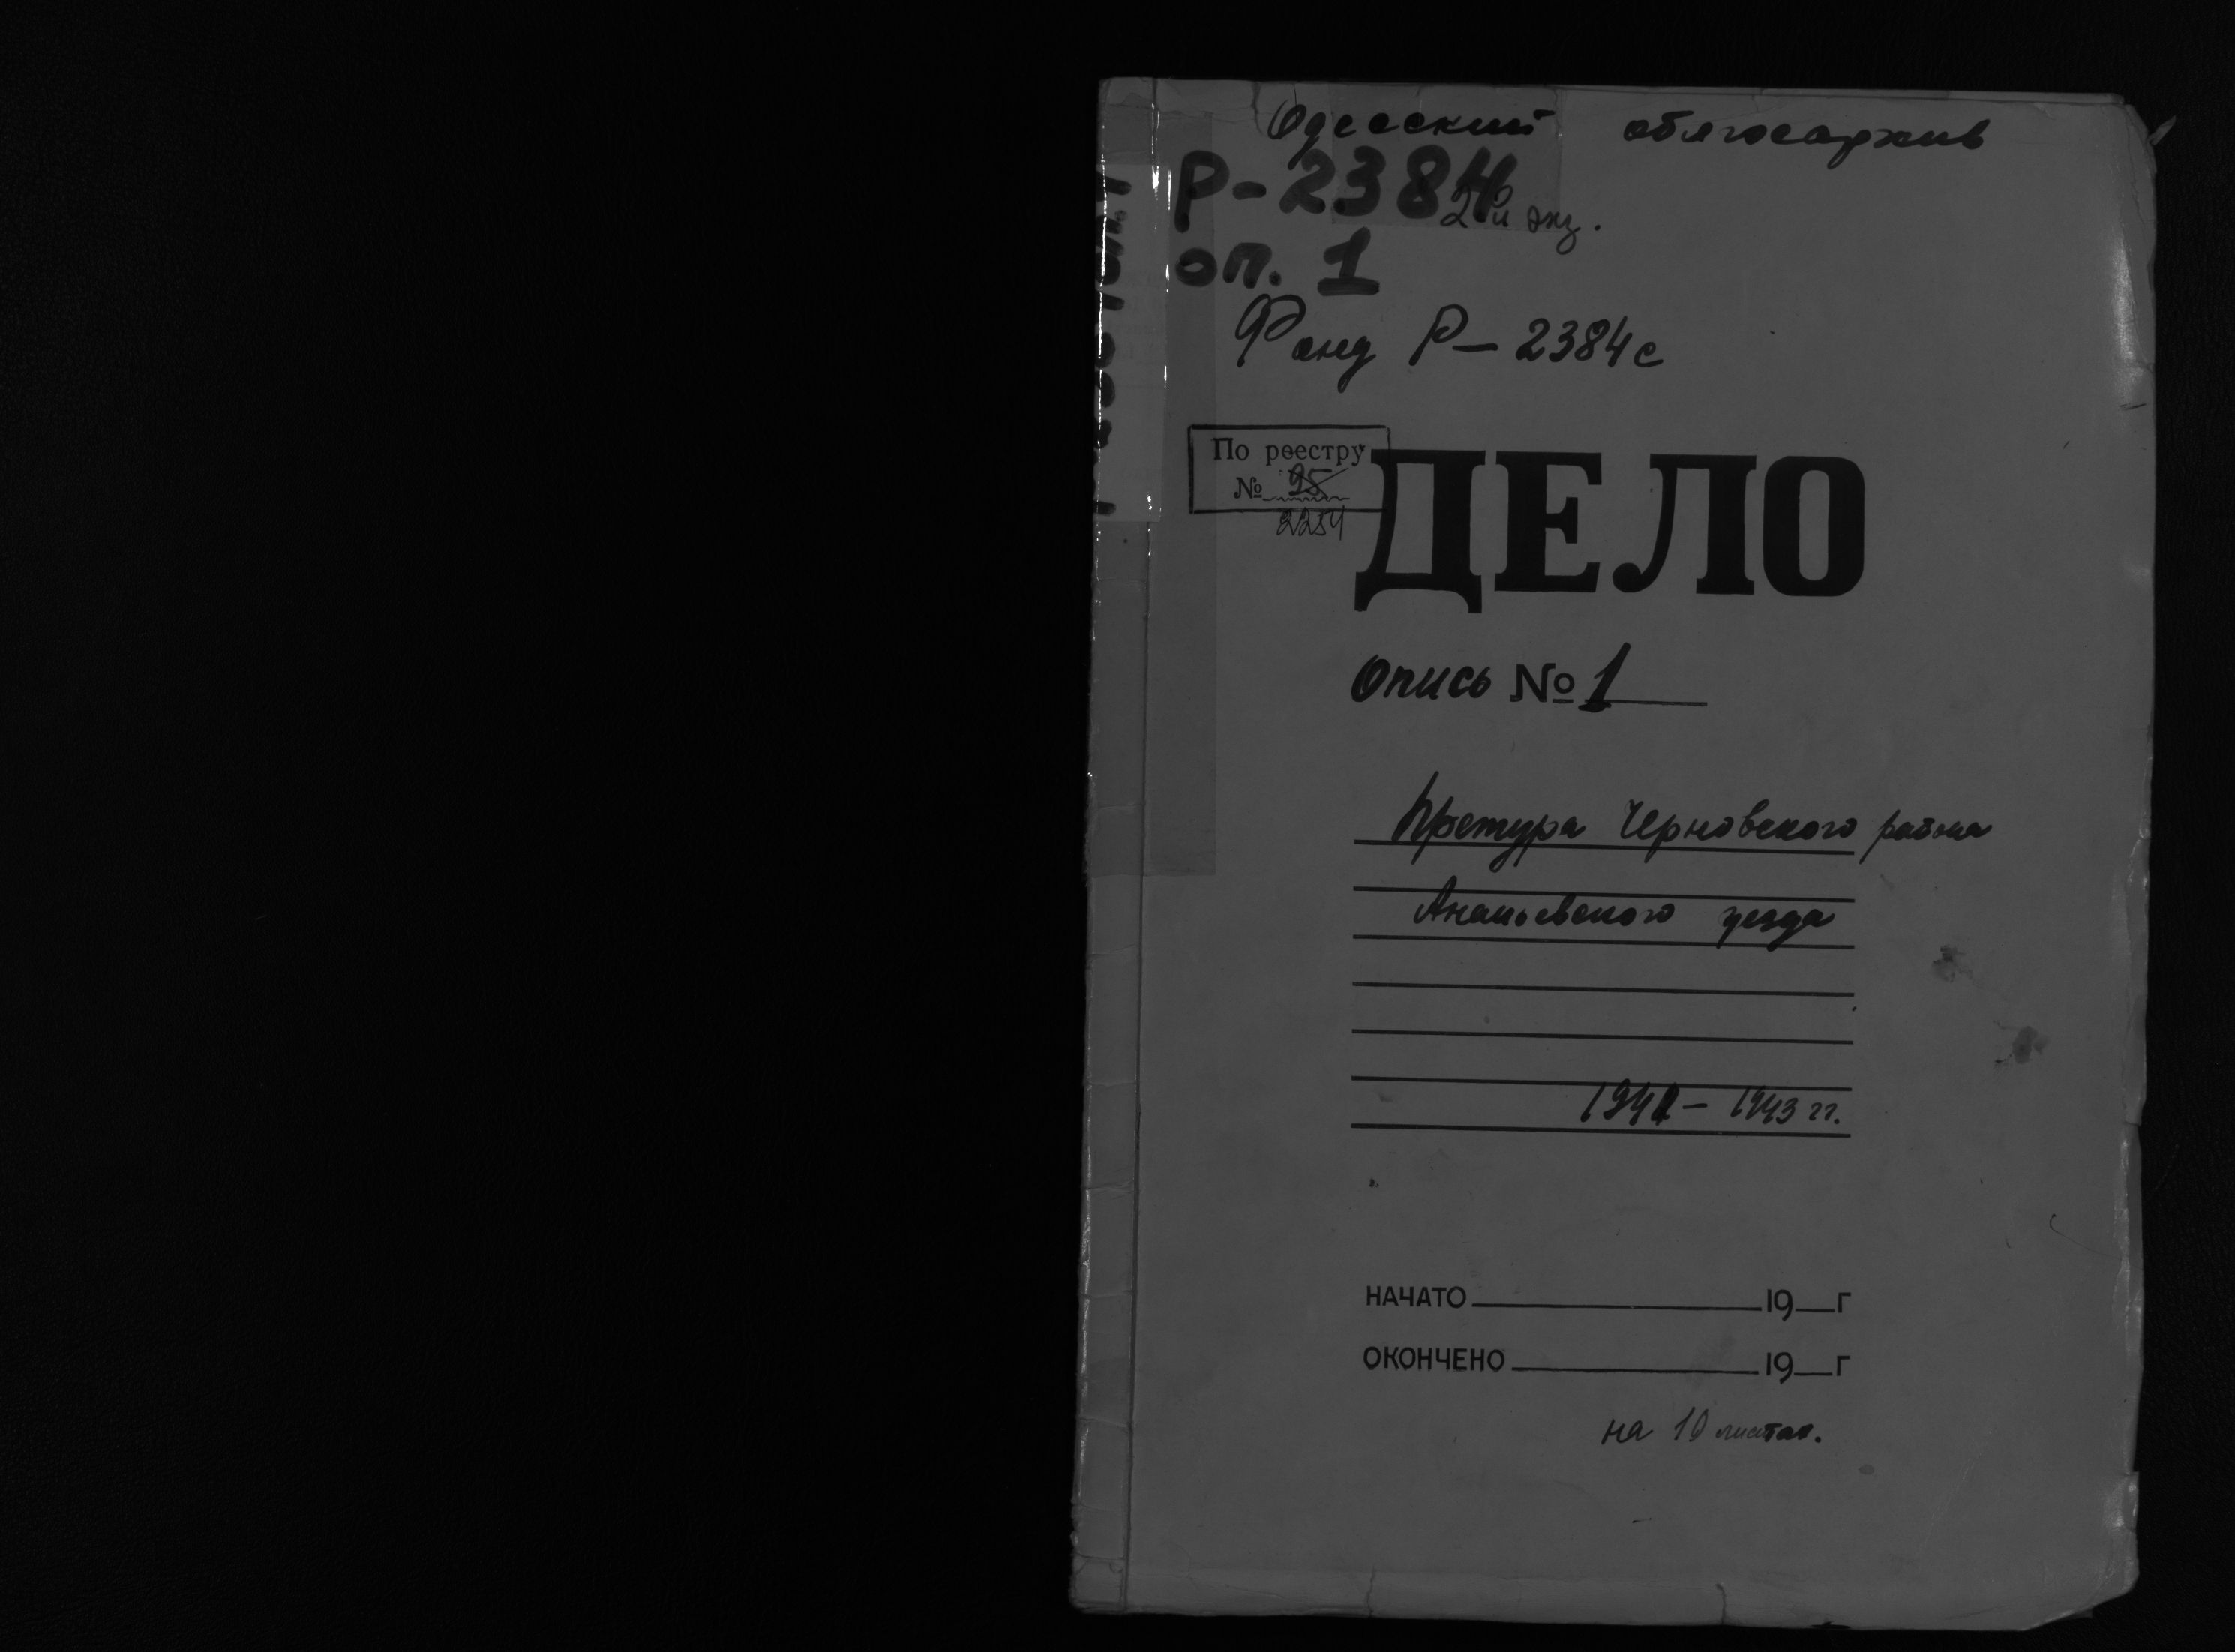 Одесский облгосархив
Р-2384
2й экз.
оп. 1
Фонд Р-2384с
По реестру
№ 95
2254
ДЕЛО
Опись № 1
Претура Черновского района
Ананьевского уезда
1941 - 1943 гг.
НАЧАТО 19 Г
ОКОНЧЕНО 19 Г
на 10 листах.